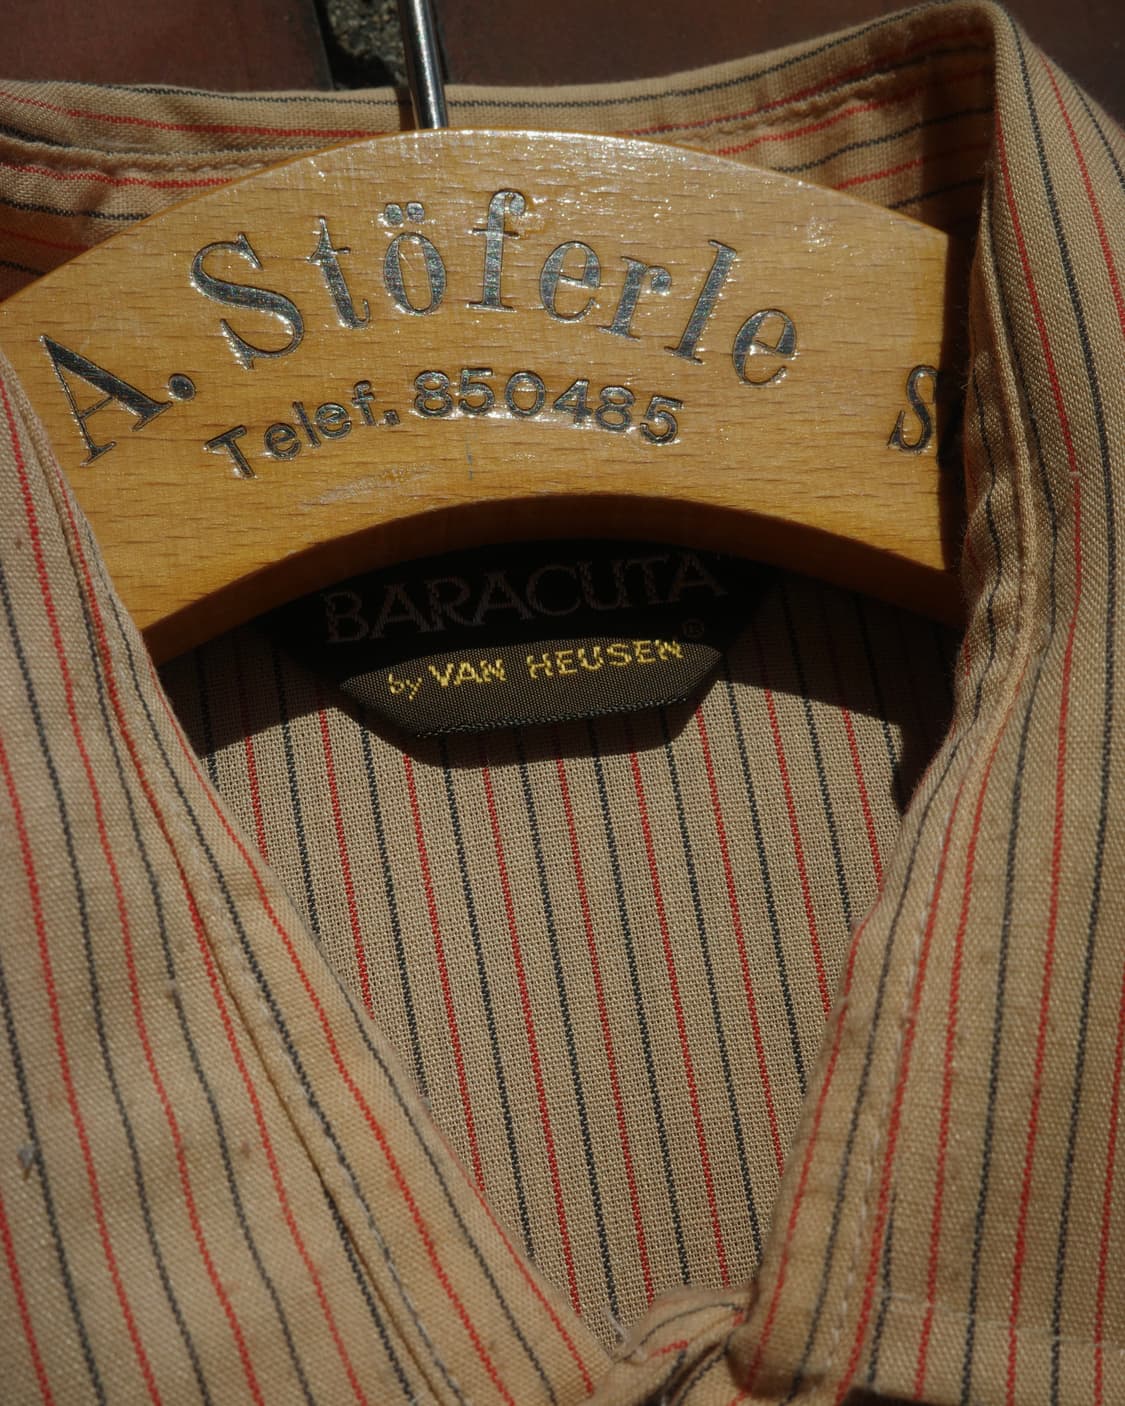 A. Stöferle S
Telef. 850485
BARACUTA
®
by VAN HEUSEN